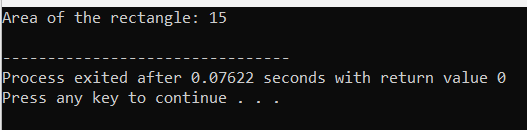 Area of the rectangle: 15
--------------------------------
Process exited after 0.07622 seconds with return value 0
Press any key to continue . . .